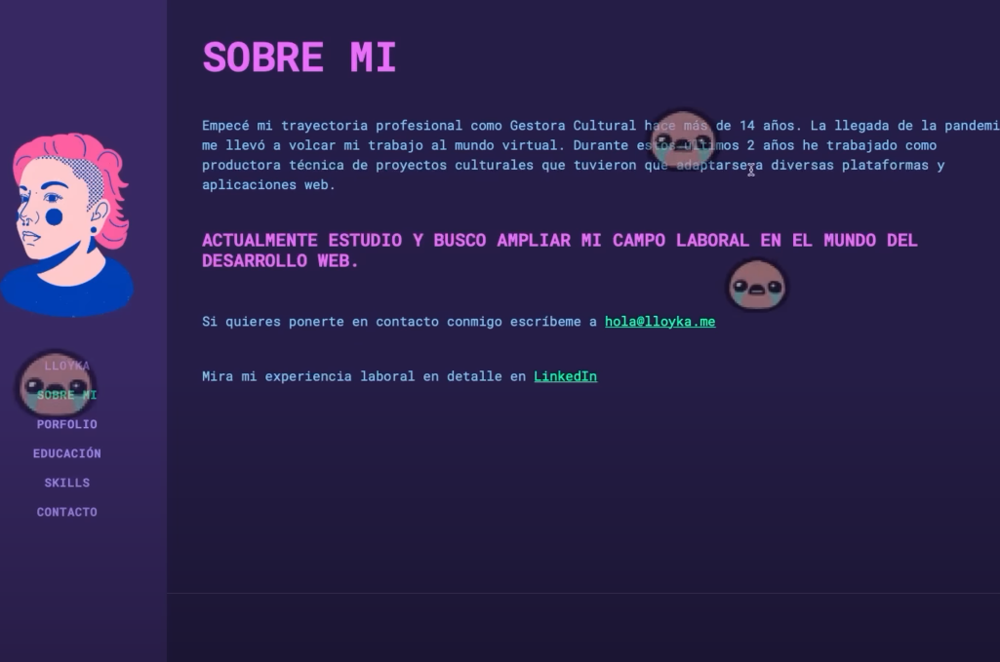 SOBRE MI
Empecé mi trayectoria profesional como Gestora Cultural hace más de 14 años. La llegada de la pandemi
me llevó a volcar mi trabajo al mundo virtual. Durante estos últimos 2 años he trabajado como
productora técnica de proyectos culturales que tuvieron que adaptarse a diversas plataformas y
aplicaciones web.
ACTUALMENTE ESTUDIO Y BUSCO AMPLIAR MI CAMPO LABORAL EN EL MUNDO DEL
DESARROLLO WEB.
Si quieres ponerte en contacto conmigo escríbeme a hola@lloyka.me
Mira mi experiencia laboral en detalle en LinkedIn
LLOYKA
SOBRE MI
PORFOLIO
EDUCACIÓN
SKILLS
CONTACTO